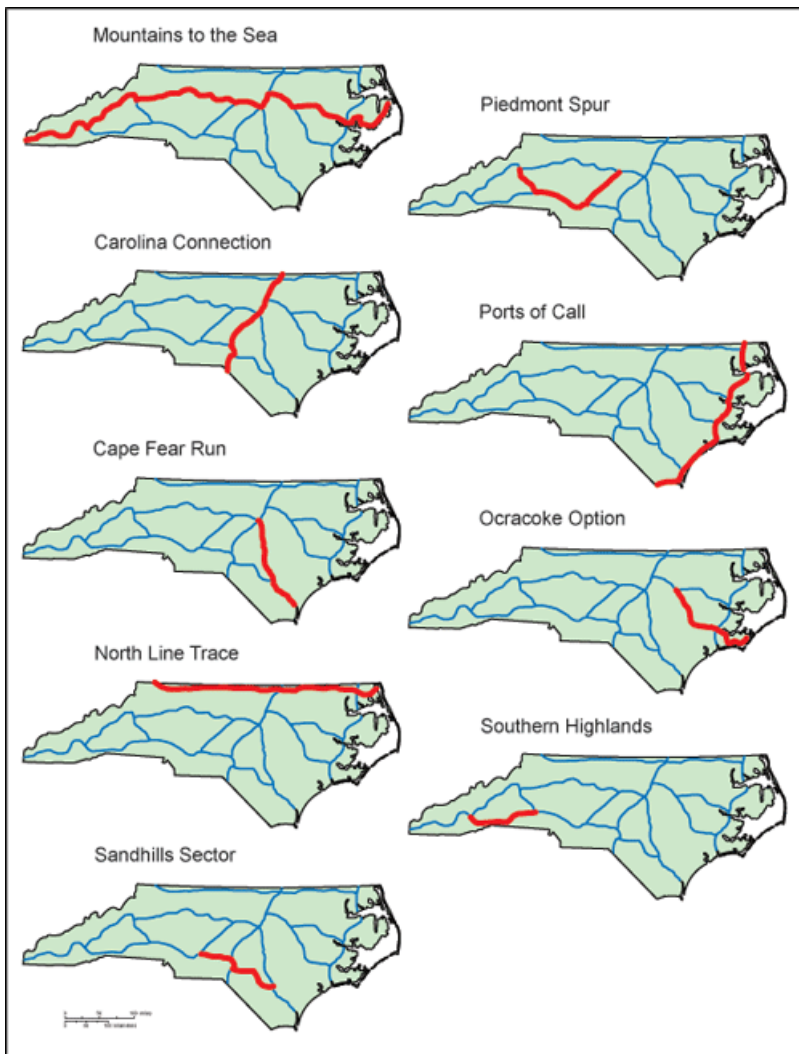 Mountains to the Sea
Piedmont Spur
Carolina Connection
Ports of Call
Cape Fear Run
Ocracoke Option
North Line Trace
Southern Highlands
Sandhills Sector